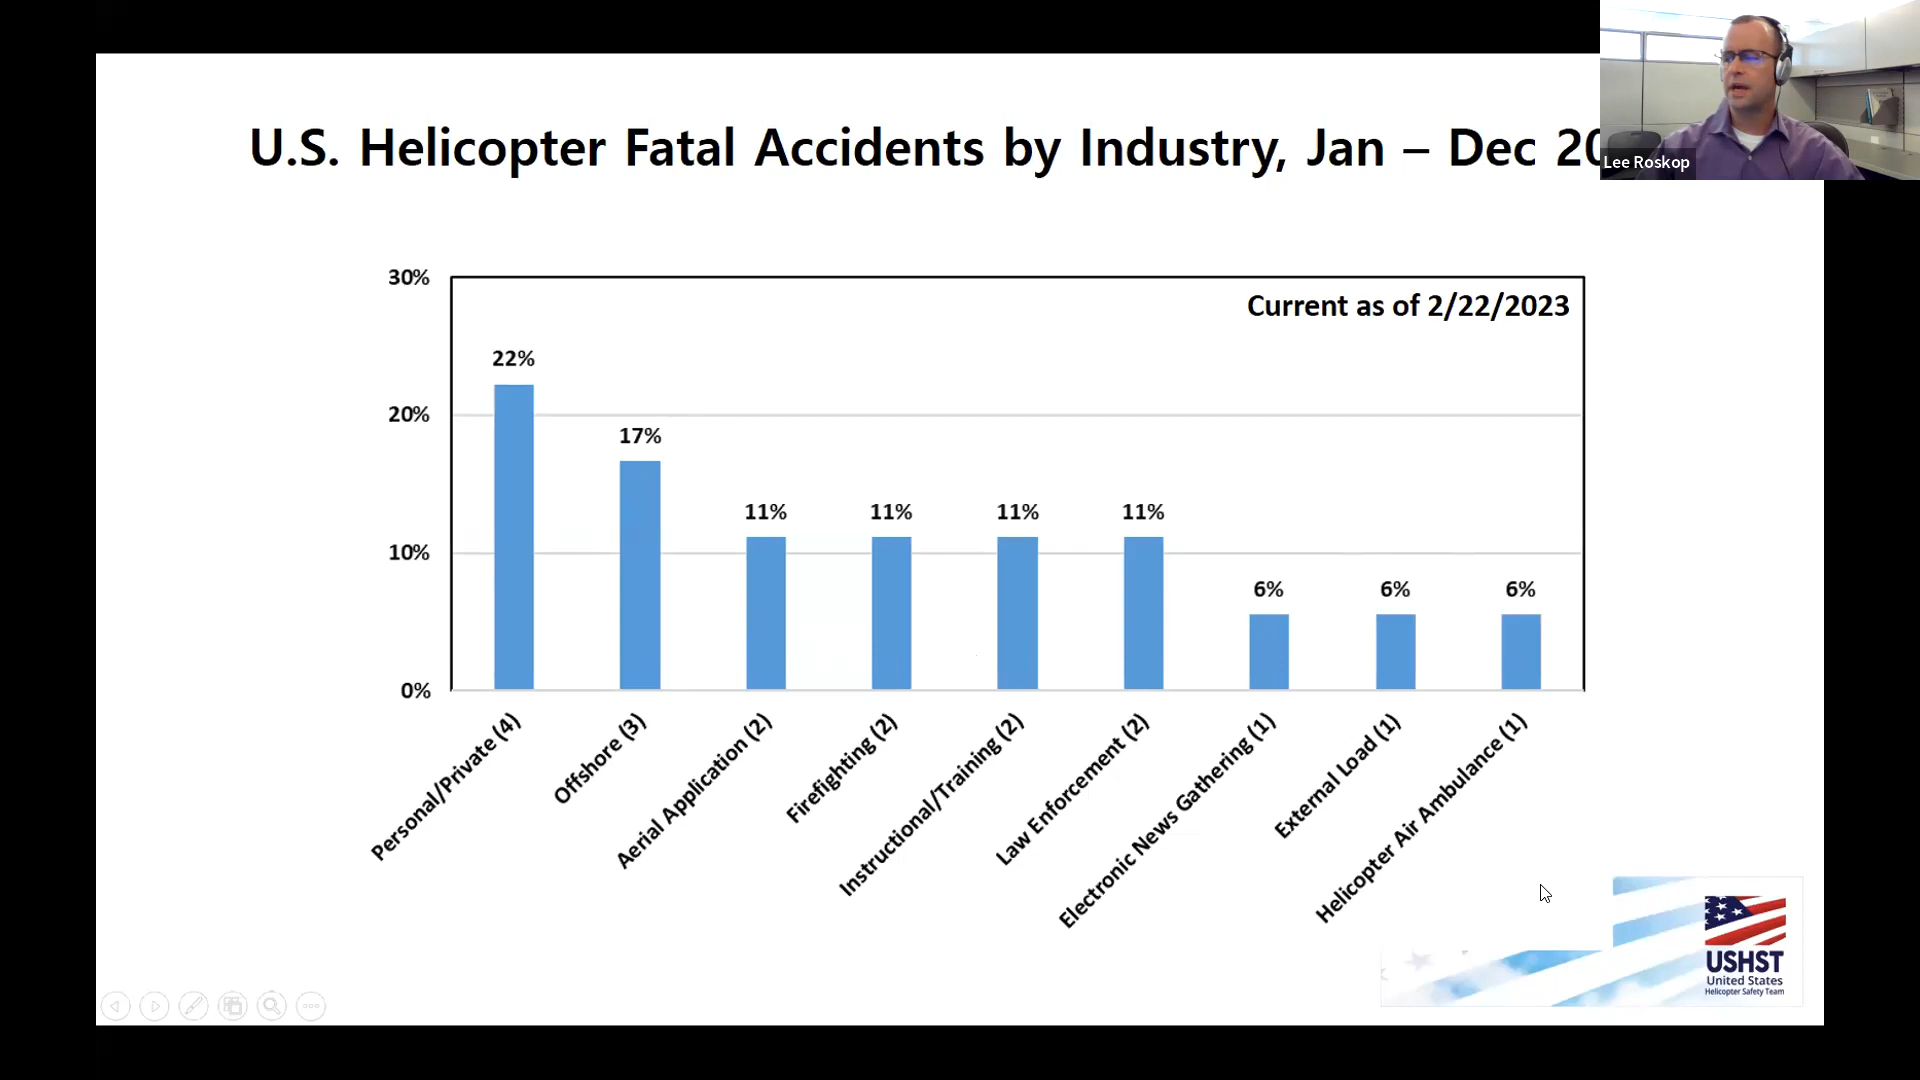 U.S. Helicopter Fatal Accidents by Industry, Jan – Dec 20
Lee Roskop
Current as of 2/22/2023
30%
20%
10%
0%
22%
17%
11%
11%
11%
11%
6%
6%
6%
Personal/Private (4)
Offshore (3)
Aerial Application (2)
Firefighting (2)
Instructional/Training (2)
Law Enforcement (2)
Electronic News Gathering (1)
External Load (1)
Helicopter Air Ambulance (1)
USHST
United States
Helicopter Safety Team